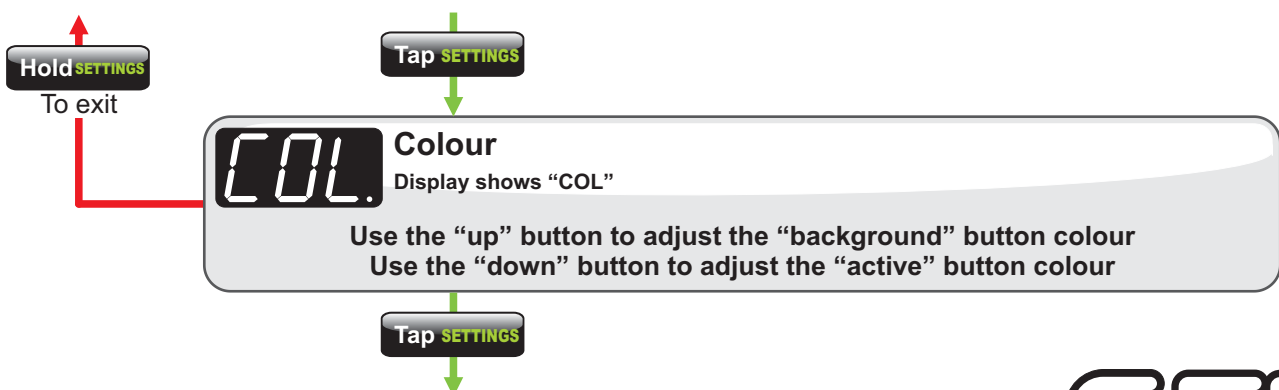 Tap SETTINGS
Hold SETTINGS
To exit
COL.
Colour
Display shows “COL”
Use the “up” button to adjust the “background” button colour
Use the “down” button to adjust the “active” button colour
Tap SETTINGS